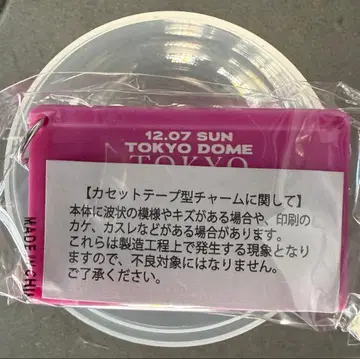 12.07 SUN
TOKYO DOME
TOKYO
【カセットテープ型チャームに関して】
本体に波状の模様やキズがある場合や、印刷の
カケ、カスレなどがある場合があります。
これらは製造工程上で発生する現象となり
ますので、不良対象にはなりません。
ご了承ください。
MADE IN CHI